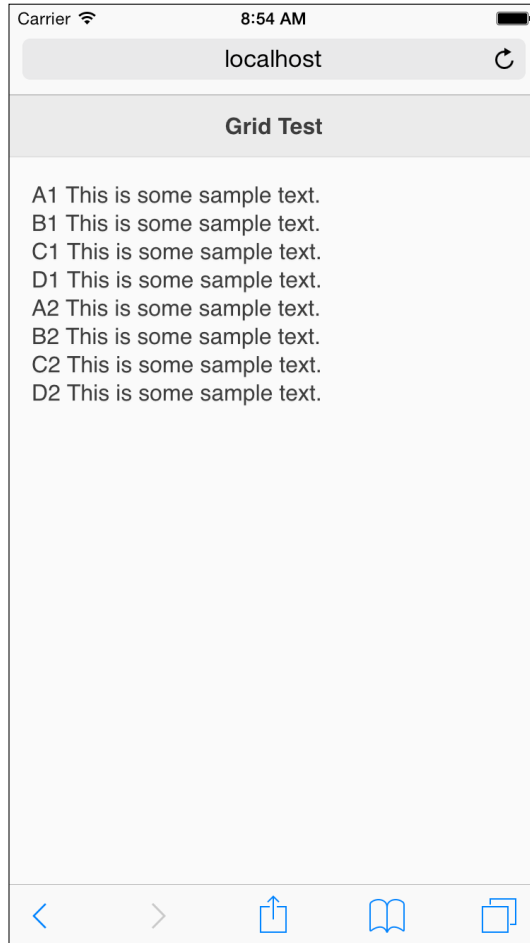 Carrier 8:54 AM
localhost
Grid Test
A1 This is some sample text.
B1 This is some sample text.
C1 This is some sample text.
D1 This is some sample text.
A2 This is some sample text.
B2 This is some sample text.
C2 This is some sample text.
D2 This is some sample text.